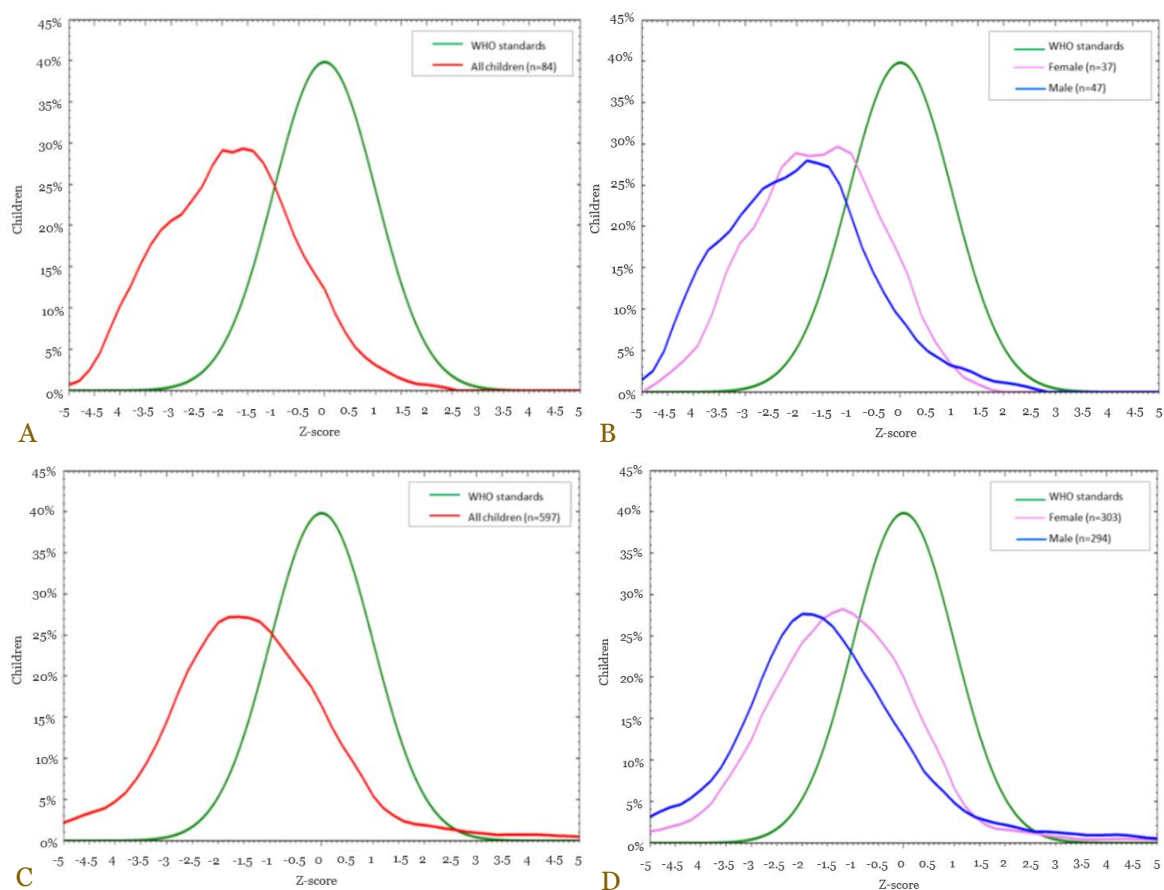 45%
40%
35%
30%
25%
20%
15%
10%
5%
0%
Children
WHO standards
All children (n=84)
-5 -4.5 4 -3.5 3 -2.5 -2 -1.5 -1 -0.5 0 0.5 1 1.5 2 2.5 3 3.5 4 4.5 5
Z-score
A
45%
40%
35%
30%
25%
20%
15%
10%
5%
0%
Children
WHO standards
Female (n=37)
Male (n=47)
-5 -4.5 -4 -3.5 -3 -2.5 -2 -1.5 -1 -0.5 0 0.5 1 1.5 2 2.5 3 3.5 4 4.5 5
Z-score
B
45%
40%
35%
30%
25%
20%
15%
10%
5%
0%
Children
WHO standards
All children (n=597)
-5 -4.5 4 -3.5 3 -2.5 -2 -1.5 -1 -0.5 0 0.5 1 1.5 2 2.5 3 3.5 4 4.5 5
Z-score
C
45%
40%
35%
30%
25%
20%
15%
10%
5%
0%
Children
WHO standards
Female (n=303)
Male (n=294)
-5 -4.5 -4 -3.5 -3 -2.5 -2 -1.5 -1 -0.5 0 0.5 1 1.5 2 2.5 3 3.5 4 4.5 5
Z-score
D